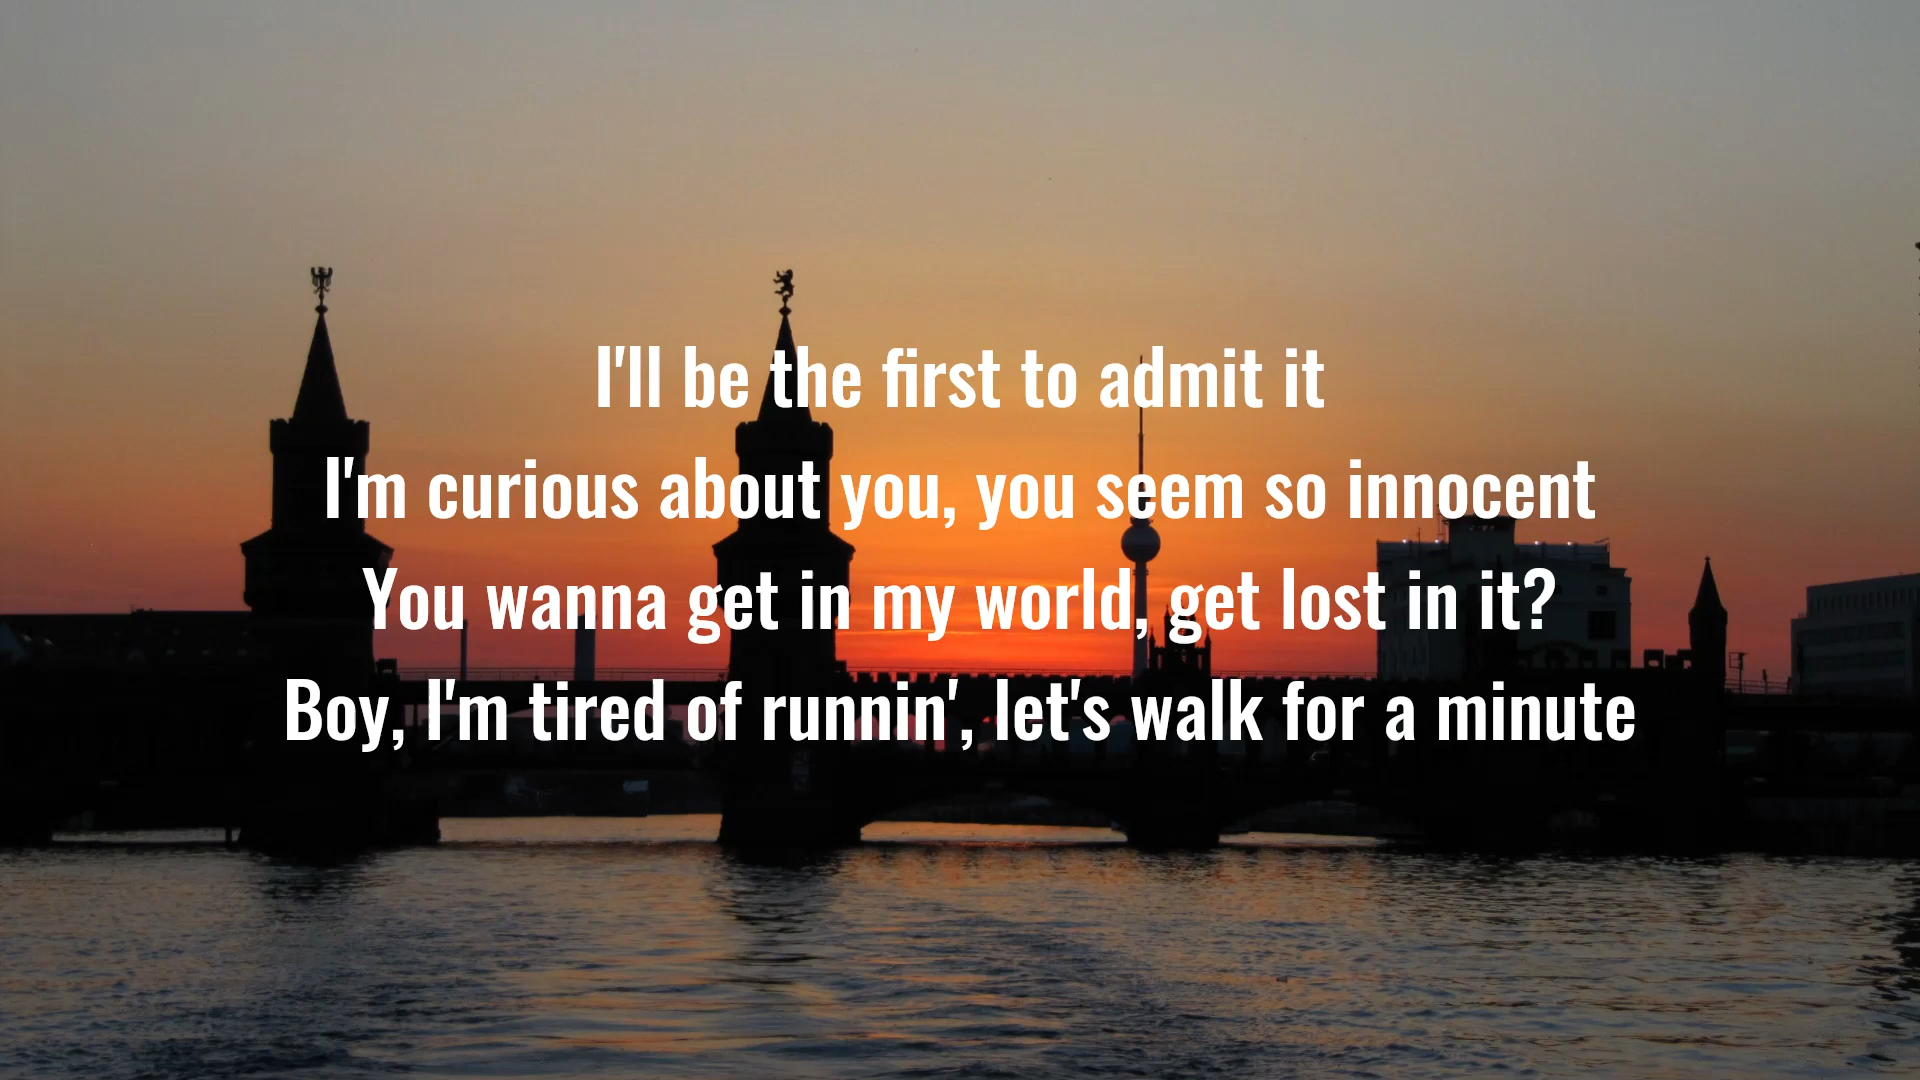 I'll be the first to admit it
I'm curious about you, you seem so innocent
You wanna get in my world, get lost in it?
Boy, I'm tired of runnin', let's walk for a minute